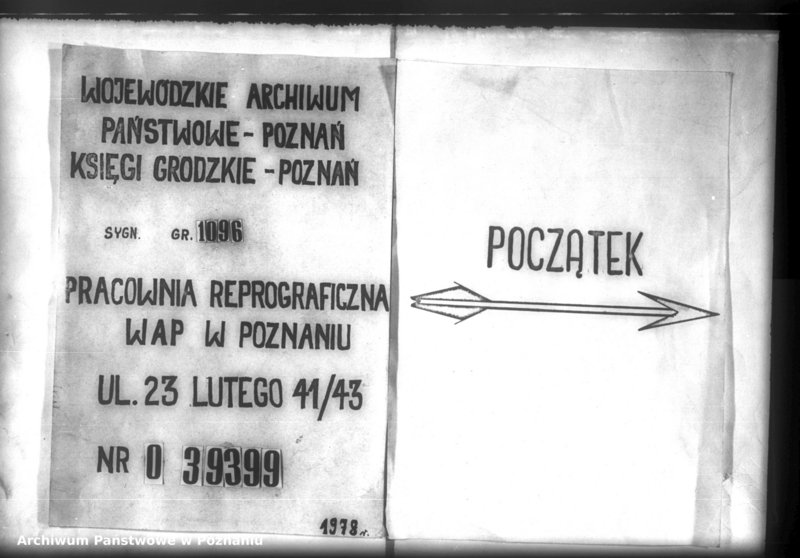 WOJEWÓDZKIE ARCHIWUM
PAŃSTWOWE - POZNAŃ
KSIĘGI GRODZKIE - POZNAŃ
SYGN. GR. 1096
PRACOWNIA REPROGRAFICZNA
WAP W POZNANIU
UL. 23 LUTEGO 41/43
NR 0 39399
1978 r.
POCZĄTEK
Archiwum Państwowe w Poznaniu